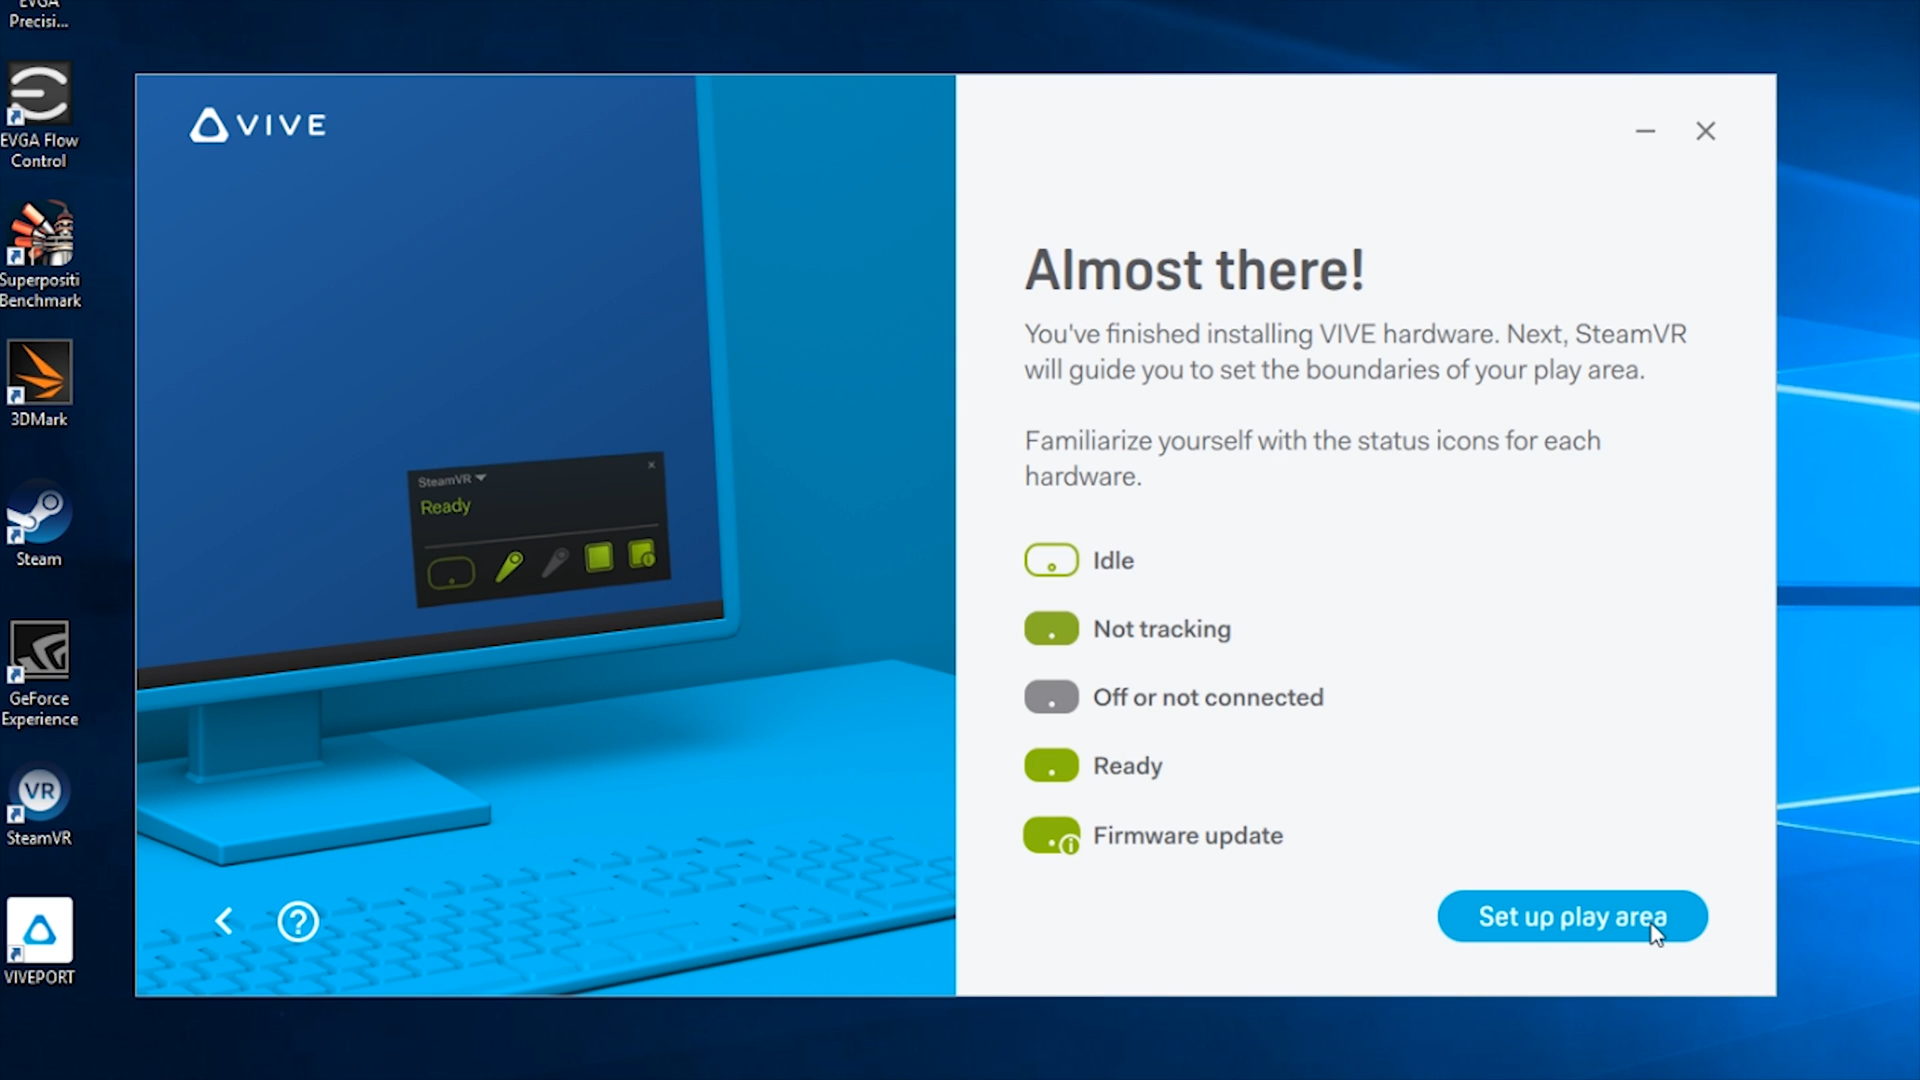 EVGA
Precisi...
EVGA Flow
Control
Superpositi
Benchmark
3DMark
Steam
GeForce
Experience
VR
SteamVR
VIVEPORT
VIVE
SteamVR
Ready
Almost there!
You've finished installing VIVE hardware. Next, SteamVR
will guide you to set the boundaries of your play area.
Familiarize yourself with the status icons for each
hardware.
Idle
Not tracking
Off or not connected
Ready
Firmware update
Set up play area